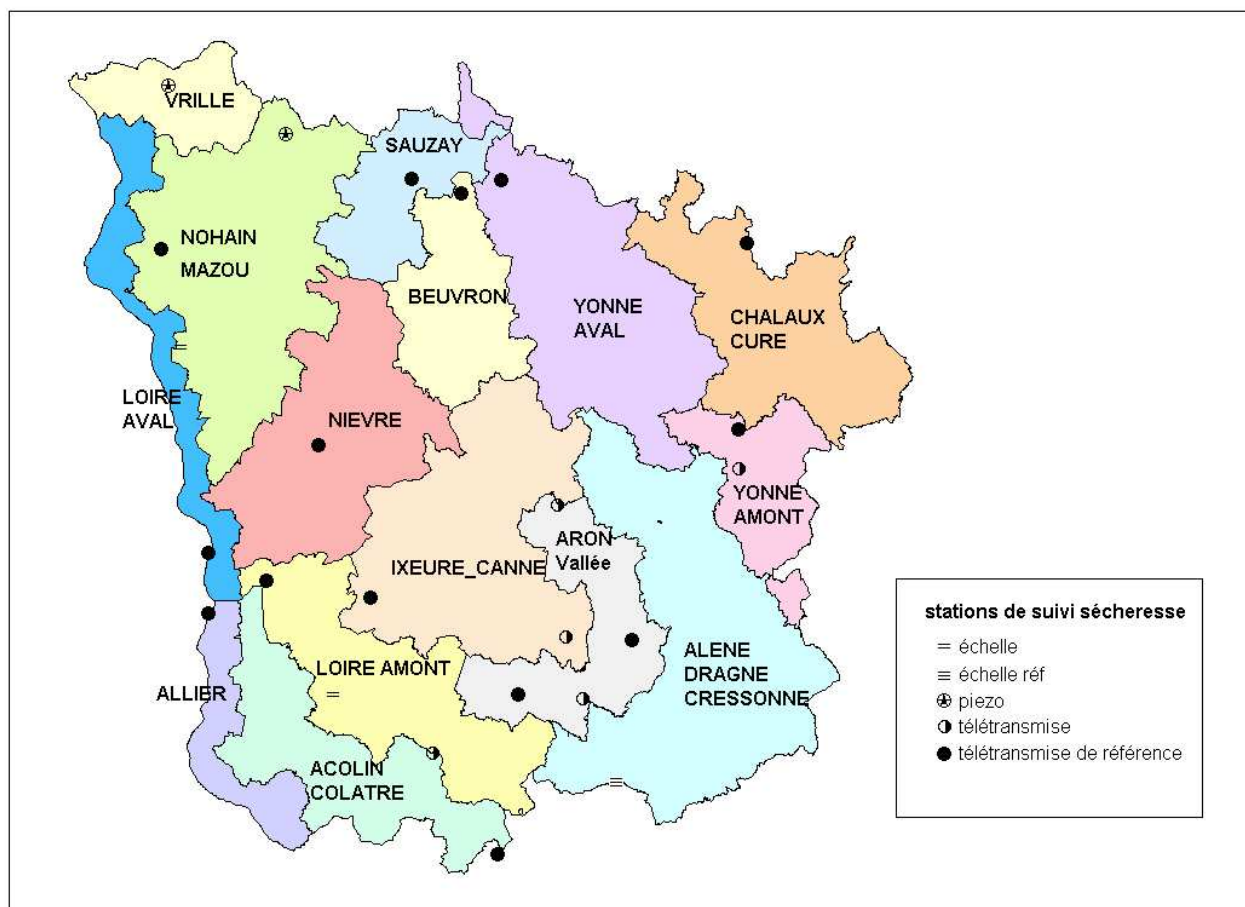 VRILLE
SAUZAY
NOHAIN
MAZOU
BEUVRON
YONNE
AVAL
CHALAUX
CURE
LOIRE
AVAL
NIEVRE
YONNE
AMONT
ARON
Vallée
IXEURE_CANNE
LOIRE AMONT
ALENE
DRAGNE
CRESSONNE
ALLIER
ACOLIN
COLATRE
stations de suivi sécheresse
échelle
échelle réf
piezo
télétransmise
télétransmise de référence